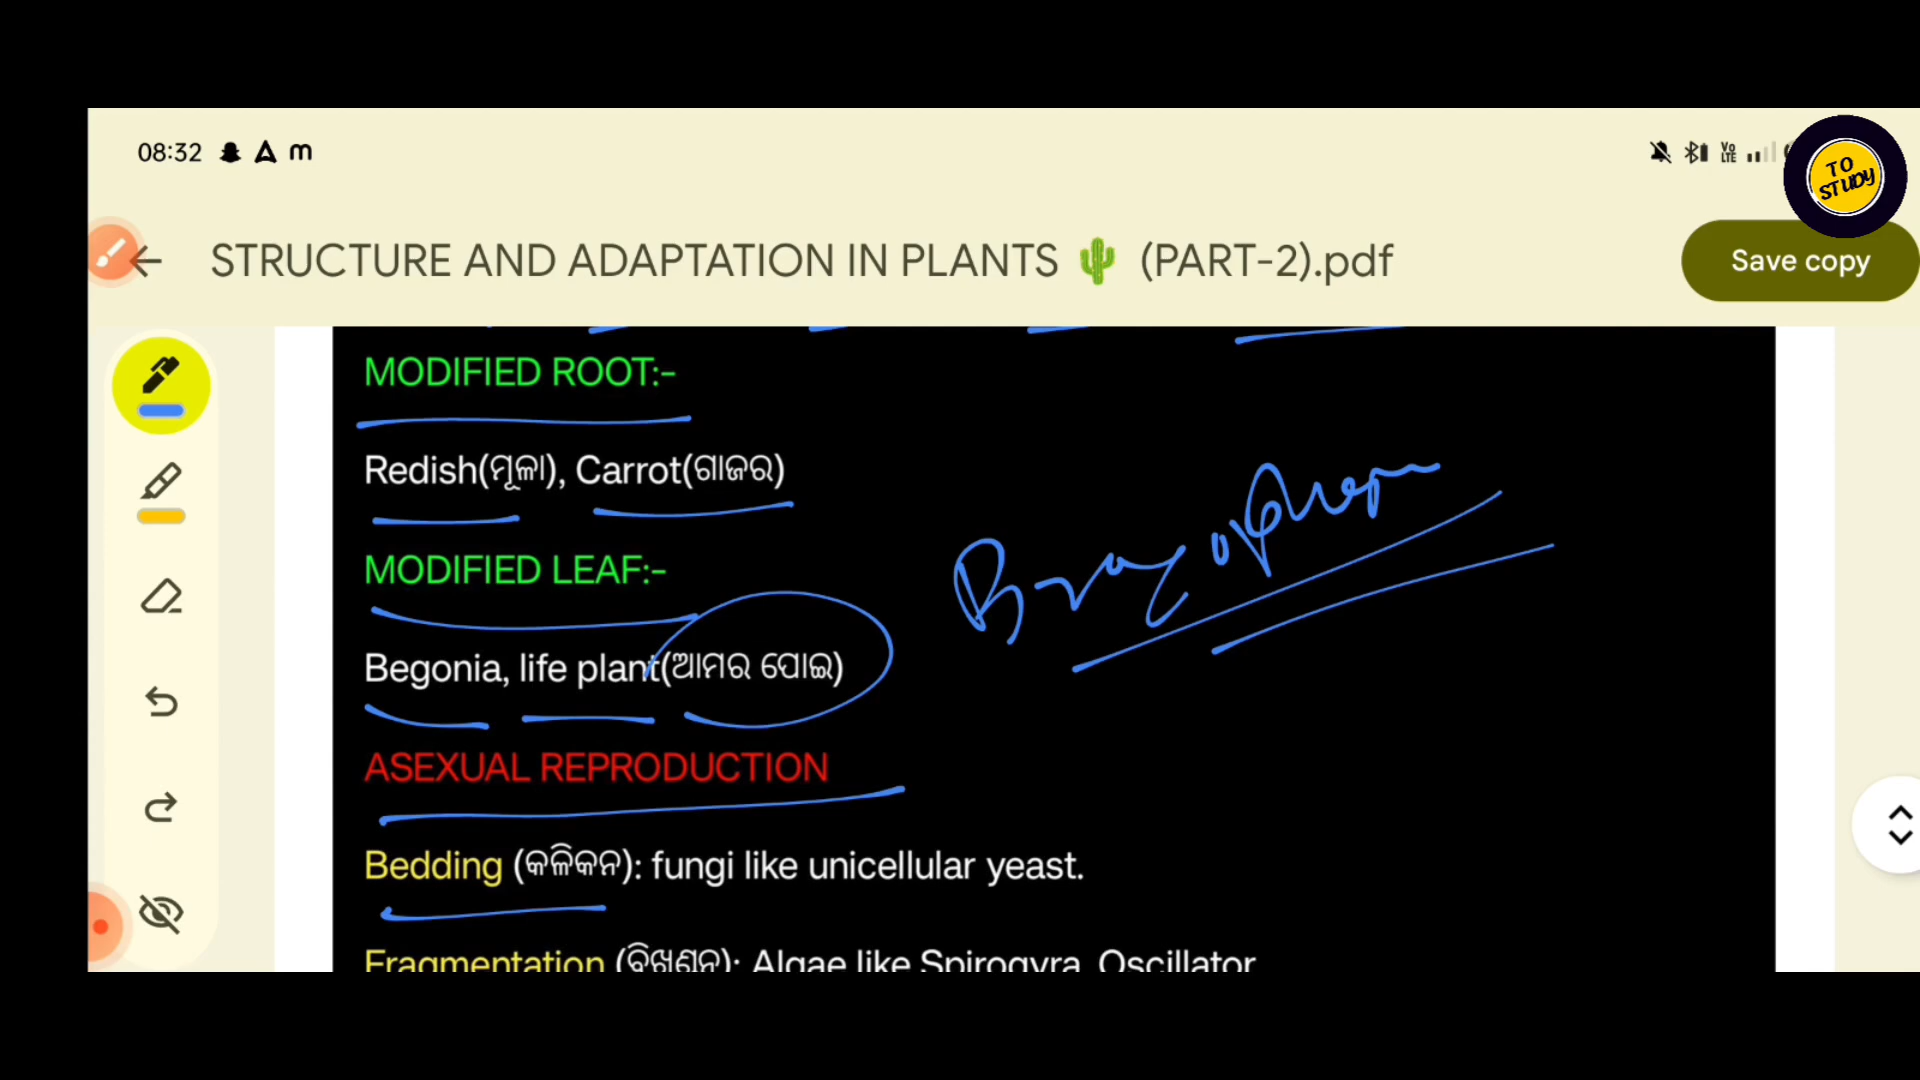 08:32 m
Vo LTE
TO STUDY
STRUCTURE AND ADAPTATION IN PLANTS 🌵 (PART-2).pdf
Save copy
MODIFIED ROOT:-
Redish(ମୂଳା), Carrot(ଗାଜର)
MODIFIED LEAF:-
Begonia, life plant(ଆମର ପୋଇ)
ASEXUAL REPRODUCTION
Bedding (କଳିକନ): fungi like unicellular yeast.
Fragmentation (ବିଖଣ୍ଡନ): Algae like Spirogyra, Oscillator